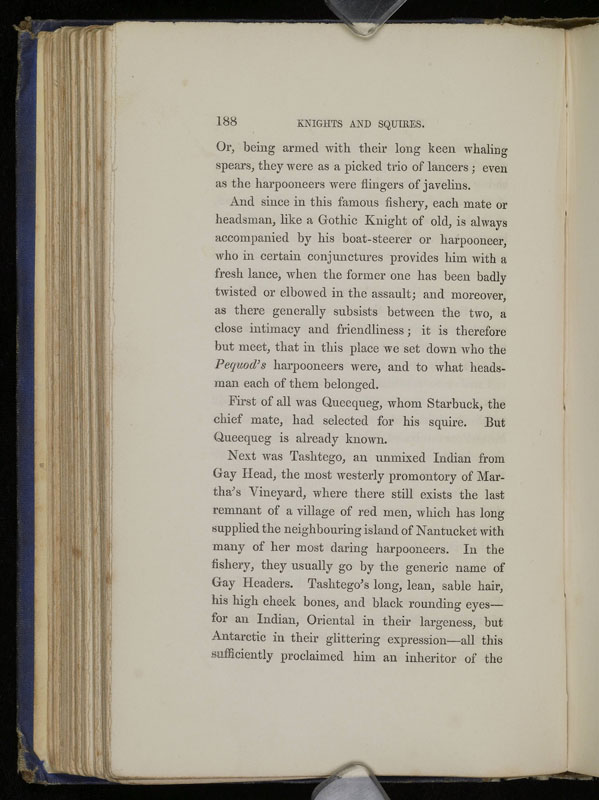 188 KNIGHTS AND SQUIRES.
Or, being armed with their long keen whaling
spears, they were as a picked trio of lancers ; even
as the harpooneers were flingers of javelins.
And since in this famous fishery, each mate or
headsman, like a Gothic Knight of old, is always
accompanied by his boat-steerer or harpooneer,
who in certain conjunctures provides him with a
fresh lance, when the former one has been badly
twisted or elbowed in the assault; and moreover,
as there generally subsists between the two, a
close intimacy and friendliness ; it is therefore
but meet, that in this place we set down who the
Pequod's harpooneers were, and to what heads-
man each of them belonged.
First of all was Queequeg, whom Starbuck, the
chief mate, had selected for his squire. But
Queequeg is already known.
Next was Tashtego, an unmixed Indian from
Gay Head, the most westerly promontory of Mar-
tha's Vineyard, where there still exists the last
remnant of a village of red men, which has long
supplied the neighbouring island of Nantucket with
many of her most daring harpooneers. In the
fishery, they usually go by the generic name of
Gay Headers. Tashtego's long, lean, sable hair,
his high cheek bones, and black rounding eyes—
for an Indian, Oriental in their largeness, but
Antarctic in their glittering expression—all this
sufficiently proclaimed him an inheritor of the